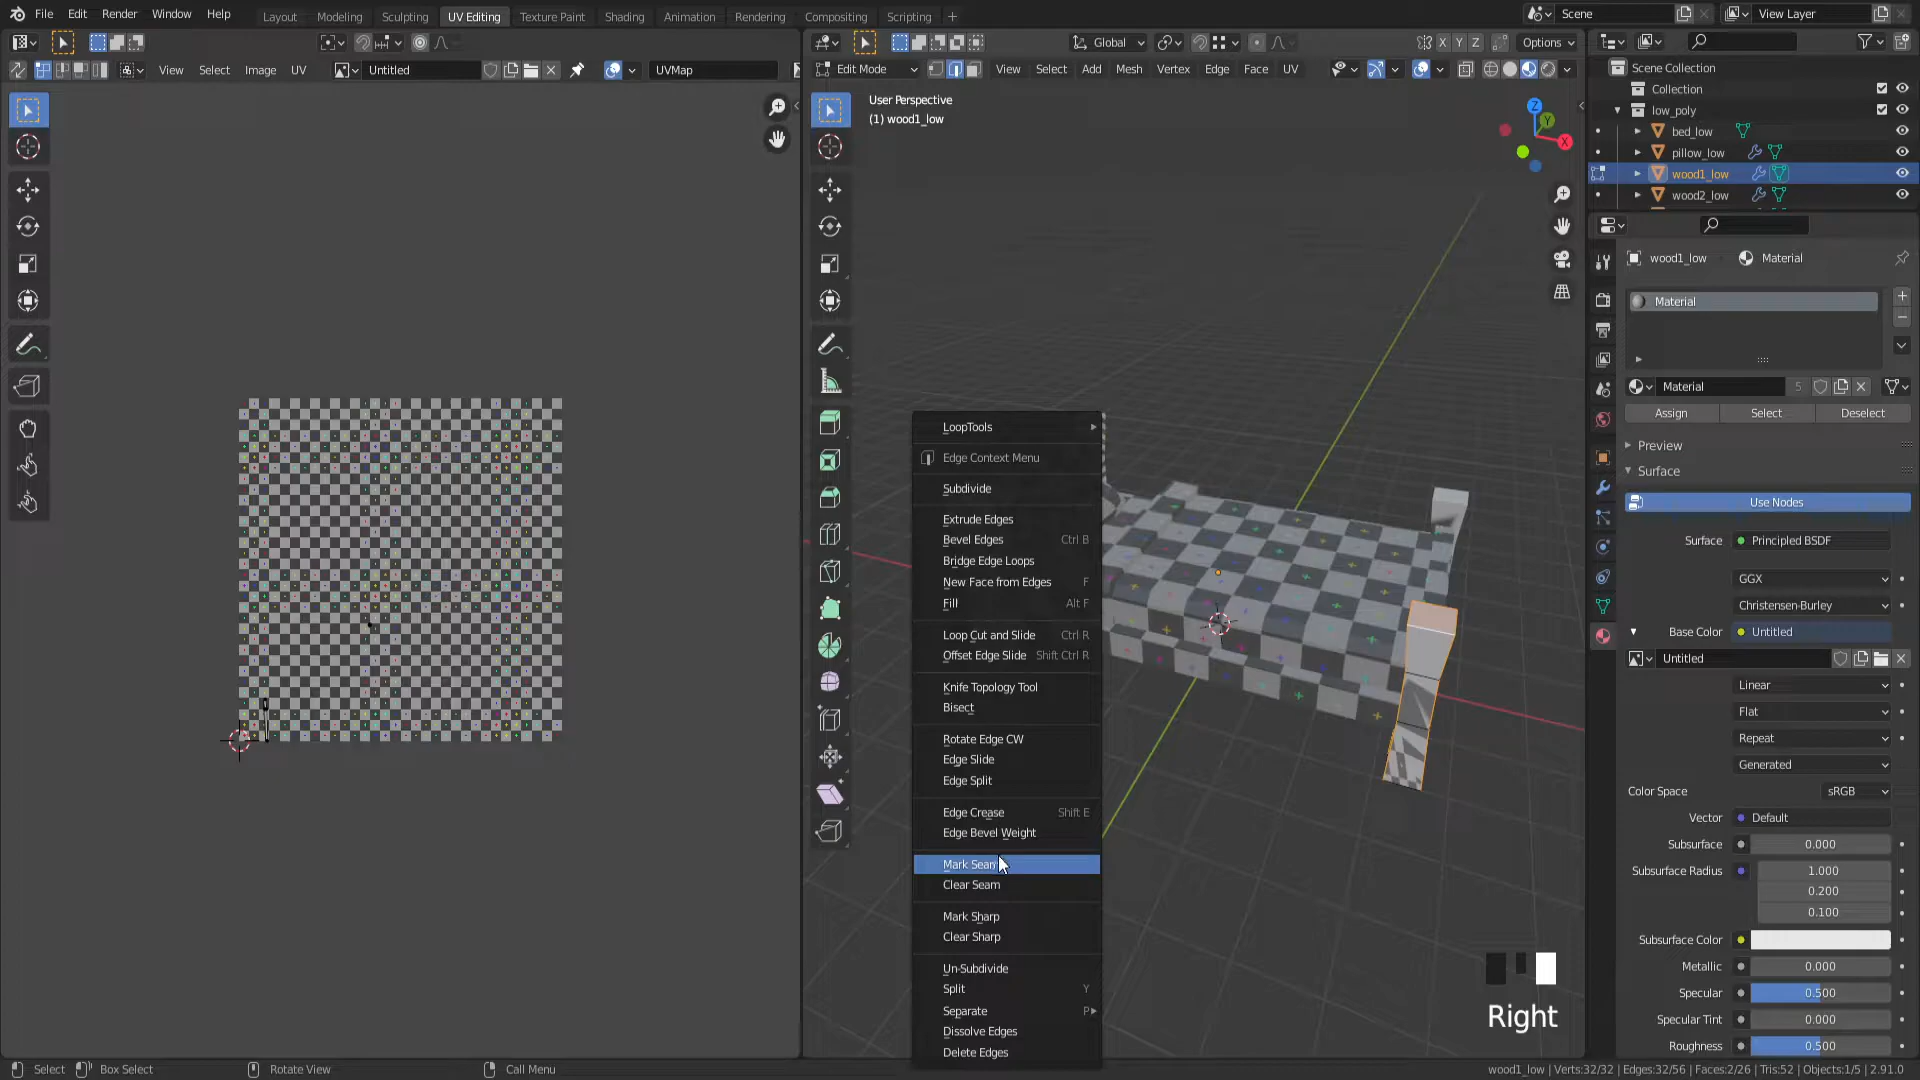 File Edit Render Window Help
Layout Modeling Sculpting UV Editing Texture Paint Shading Animation Rendering Compositing Scripting +
Scene
View Layer
Global
X Y Z
Options
View Select Image UV
Untitled
UVMap
Edit Mode
View Select Add Mesh Vertex Edge Face UV
Scene Collection
Collection
low_poly
bed_low
pillow_low
wood1_low
wood2_low
User Perspective
(1) wood1_low
Z
Y
X
LoopTools
Edge Context Menu
Subdivide
Extrude Edges
Bevel Edges Ctrl B
Bridge Edge Loops
New Face from Edges F
Fill Alt F
Loop Cut and Slide Ctrl R
Offset Edge Slide Shift Ctrl R
Knife Topology Tool
Bisect
Rotate Edge CW
Edge Slide
Edge Split
Edge Crease Shift E
Edge Bevel Weight
Mark Seam
Clear Seam
Mark Sharp
Clear Sharp
Un-Subdivide
Split Y
Separate P
Dissolve Edges
Delete Edges
Right
wood1_low Material
Material
Material 5
Assign Select Deselect
Preview
Surface
Use Nodes
Surface Principled BSDF
GGX
Christensen-Burley
Base Color Untitled
Untitled
Linear
Flat
Repeat
Generated
Color Space sRGB
Vector Default
Subsurface 0.000
Subsurface Radius 1.000
0.200
0.100
Subsurface Color
Metallic 0.000
Specular 0.500
Specular Tint 0.000
Roughness 0.500
Select Box Select Rotate View Call Menu
wood1_low | Verts:32/32 | Edges:32/56 | Faces:2/26 | Tris:52 | Objects:1/5 | 2.91.0